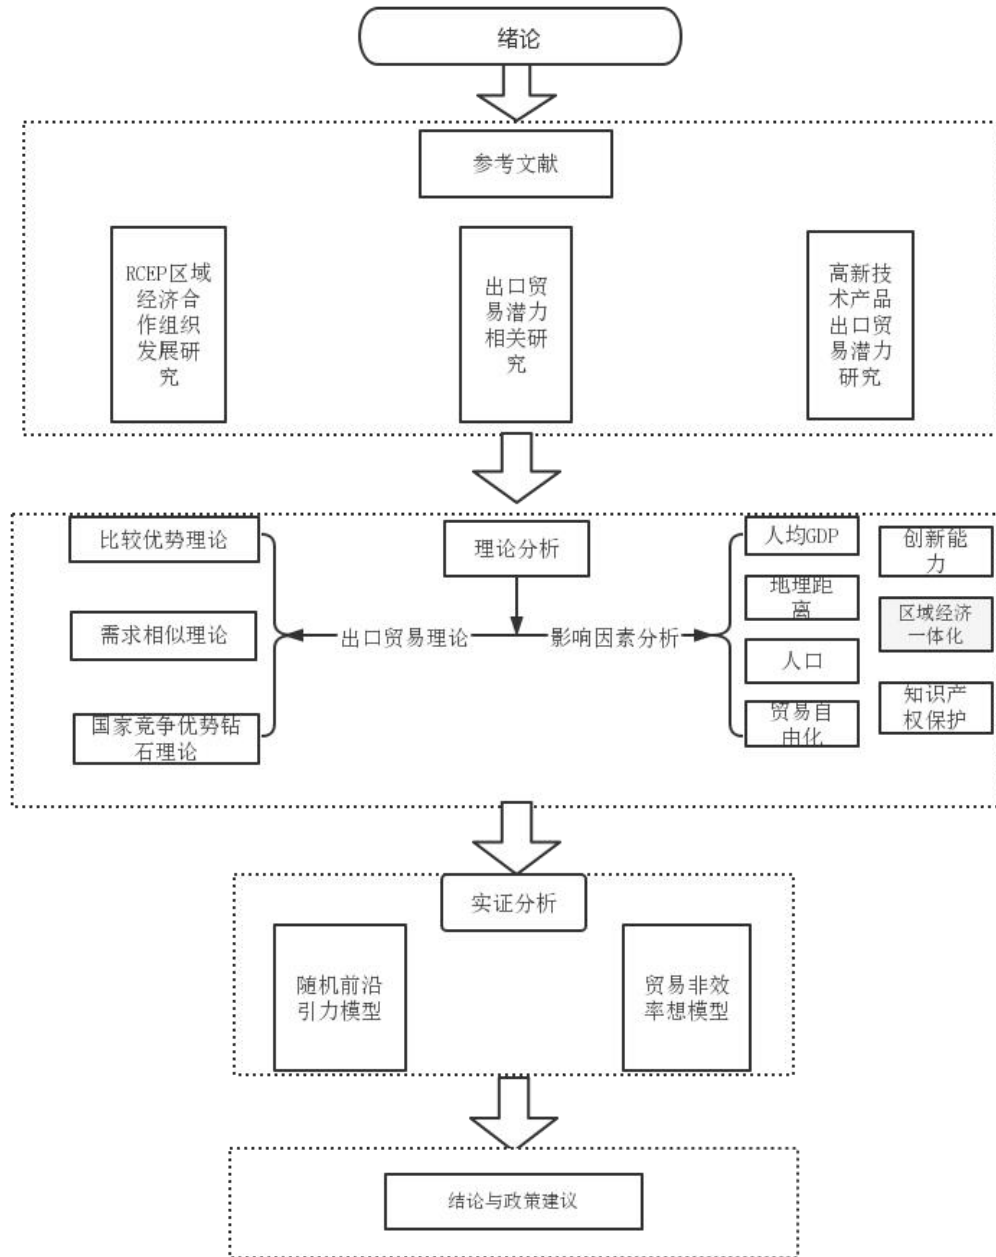 绪论
参考文献
RCEP区域
经济合
作组织
发展研
究
出口贸
易潜力
相关研
究
高新技
术产品
出口贸
易潜力
研究
理论分析
比较优势理论
需求相似理论
国家竞争优势钻
石理论
出口贸易理论
影响因素分析
人均GDP
地理距
离
人口
贸易自
由化
创新能
力
区域经济
一体化
知识产
权保护
实证分析
随机前沿
引力模型
贸易非效
率想模型
结论与政策建议